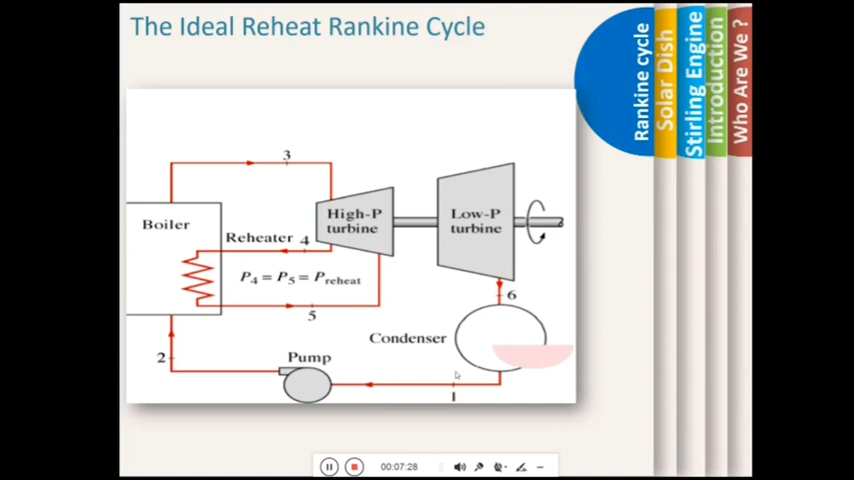 The Ideal Reheat Rankine Cycle
Rankine cycle
Solar Dish
Stirling Engine
Introduction
Who Are We ?
3
Boiler
High-P
turbine
Low-P
turbine
Reheater 4
P4 = P5 = Preheat
5
6
Condenser
2
Pump
1
00:07:28